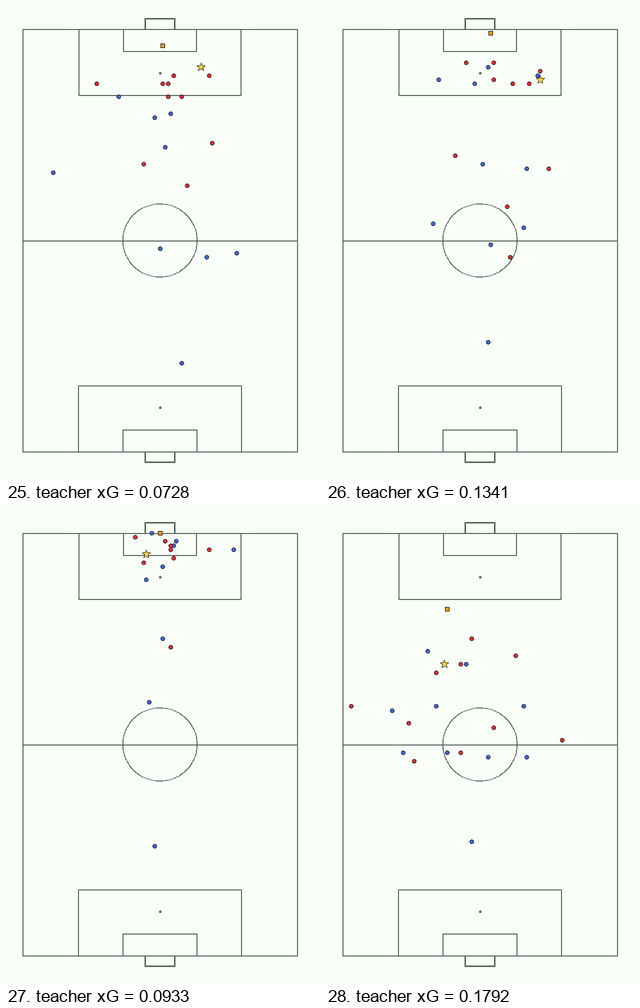 25. teacher xG = 0.0728
26. teacher xG = 0.1341
27. teacher xG = 0.0933
28. teacher xG = 0.1792